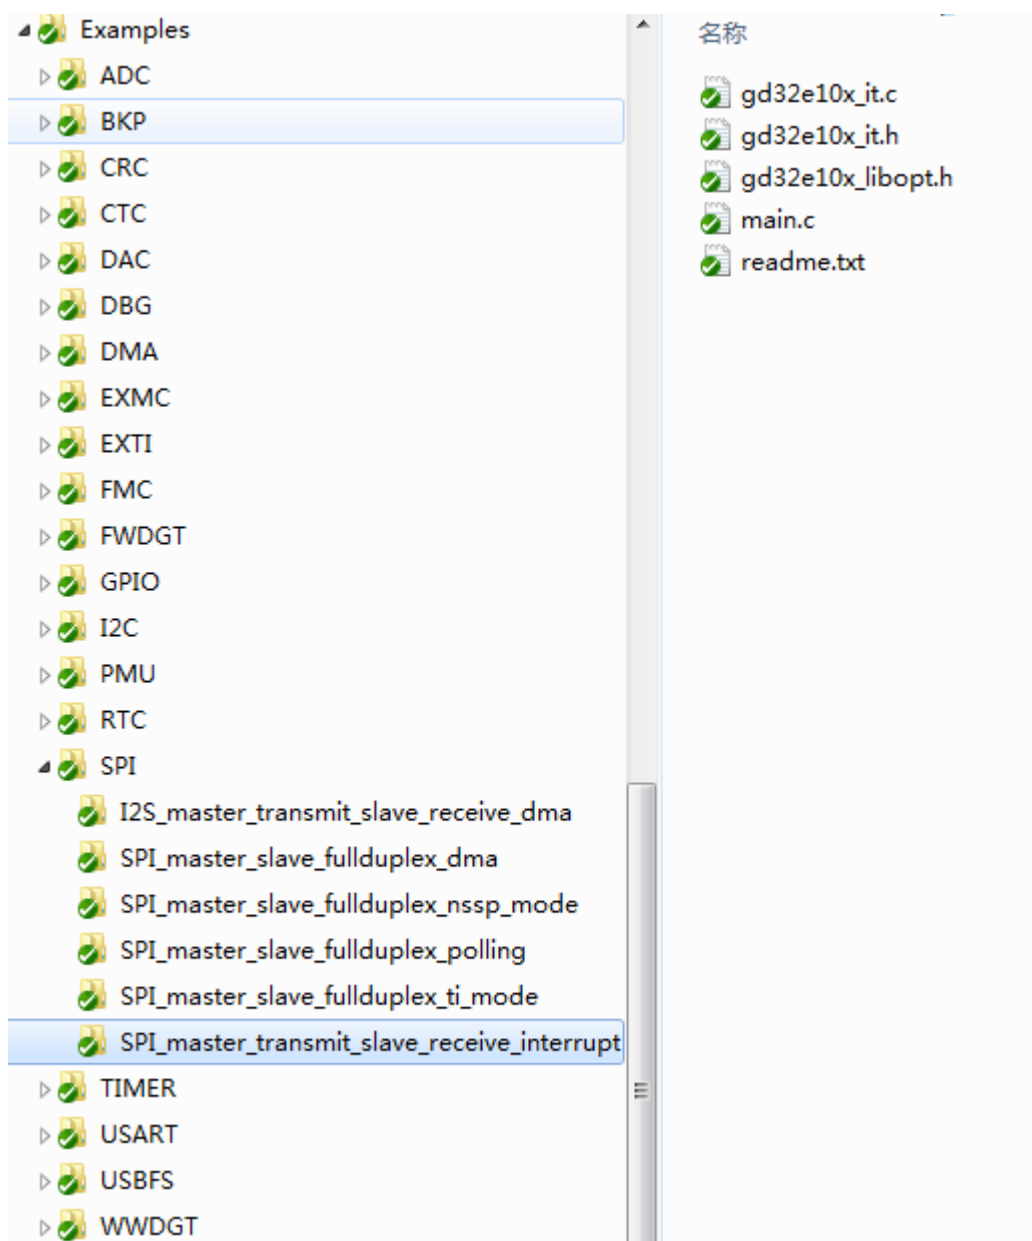 Examples
ADC
BKP
CRC
CTC
DAC
DBG
DMA
EXMC
EXTI
FMC
FWDGT
GPIO
I2C
PMU
RTC
SPI
I2S_master_transmit_slave_receive_dma
SPI_master_slave_fullduplex_dma
SPI_master_slave_fullduplex_nssp_mode
SPI_master_slave_fullduplex_polling
SPI_master_slave_fullduplex_ti_mode
SPI_master_transmit_slave_receive_interrupt
TIMER
USART
USBFS
WWDGT
名称
gd32e10x_it.c
gd32e10x_it.h
gd32e10x_libopt.h
main.c
readme.txt